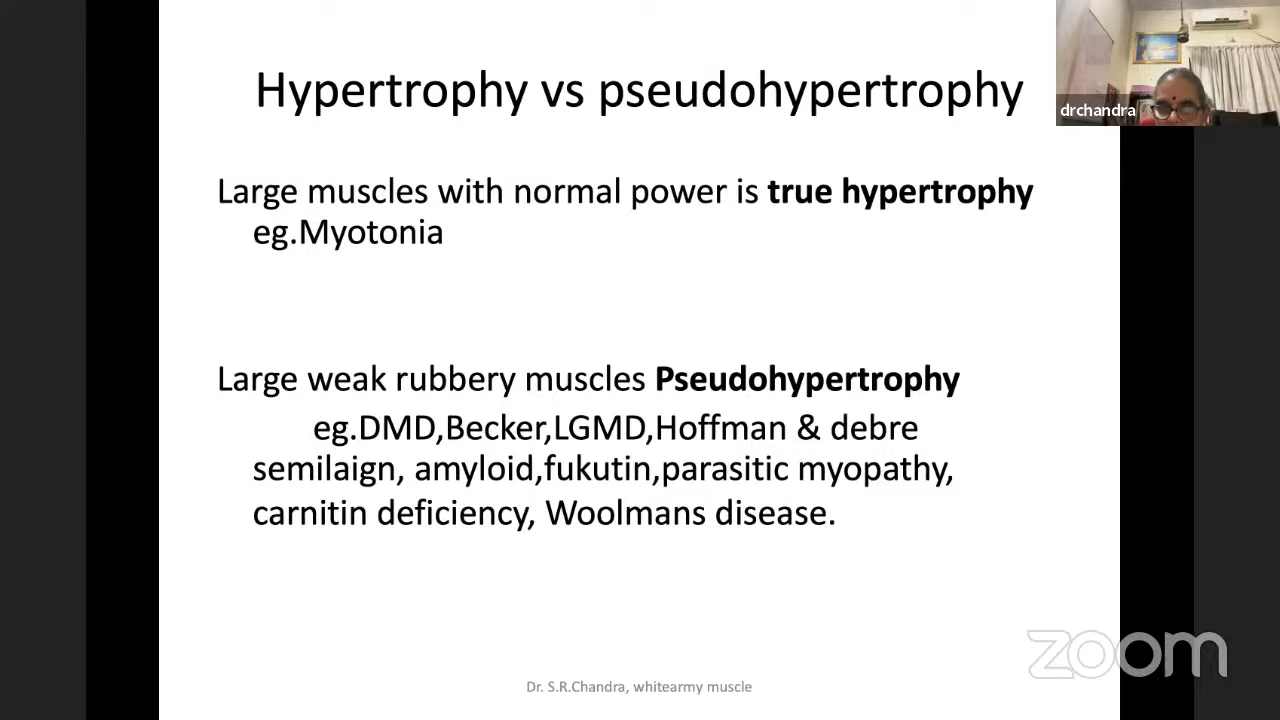 Hypertrophy vs pseudohypertrophy
drchandra
Large muscles with normal power is true hypertrophy
eg.Myotonia
Large weak rubbery muscles Pseudohypertrophy
eg.DMD,Becker,LGMD,Hoffman & debre
semilaign, amyloid,fukutin,parasitic myopathy,
carnitin deficiency, Woolmans disease.
zoom
Dr. S.R.Chandra, whitearmy muscle